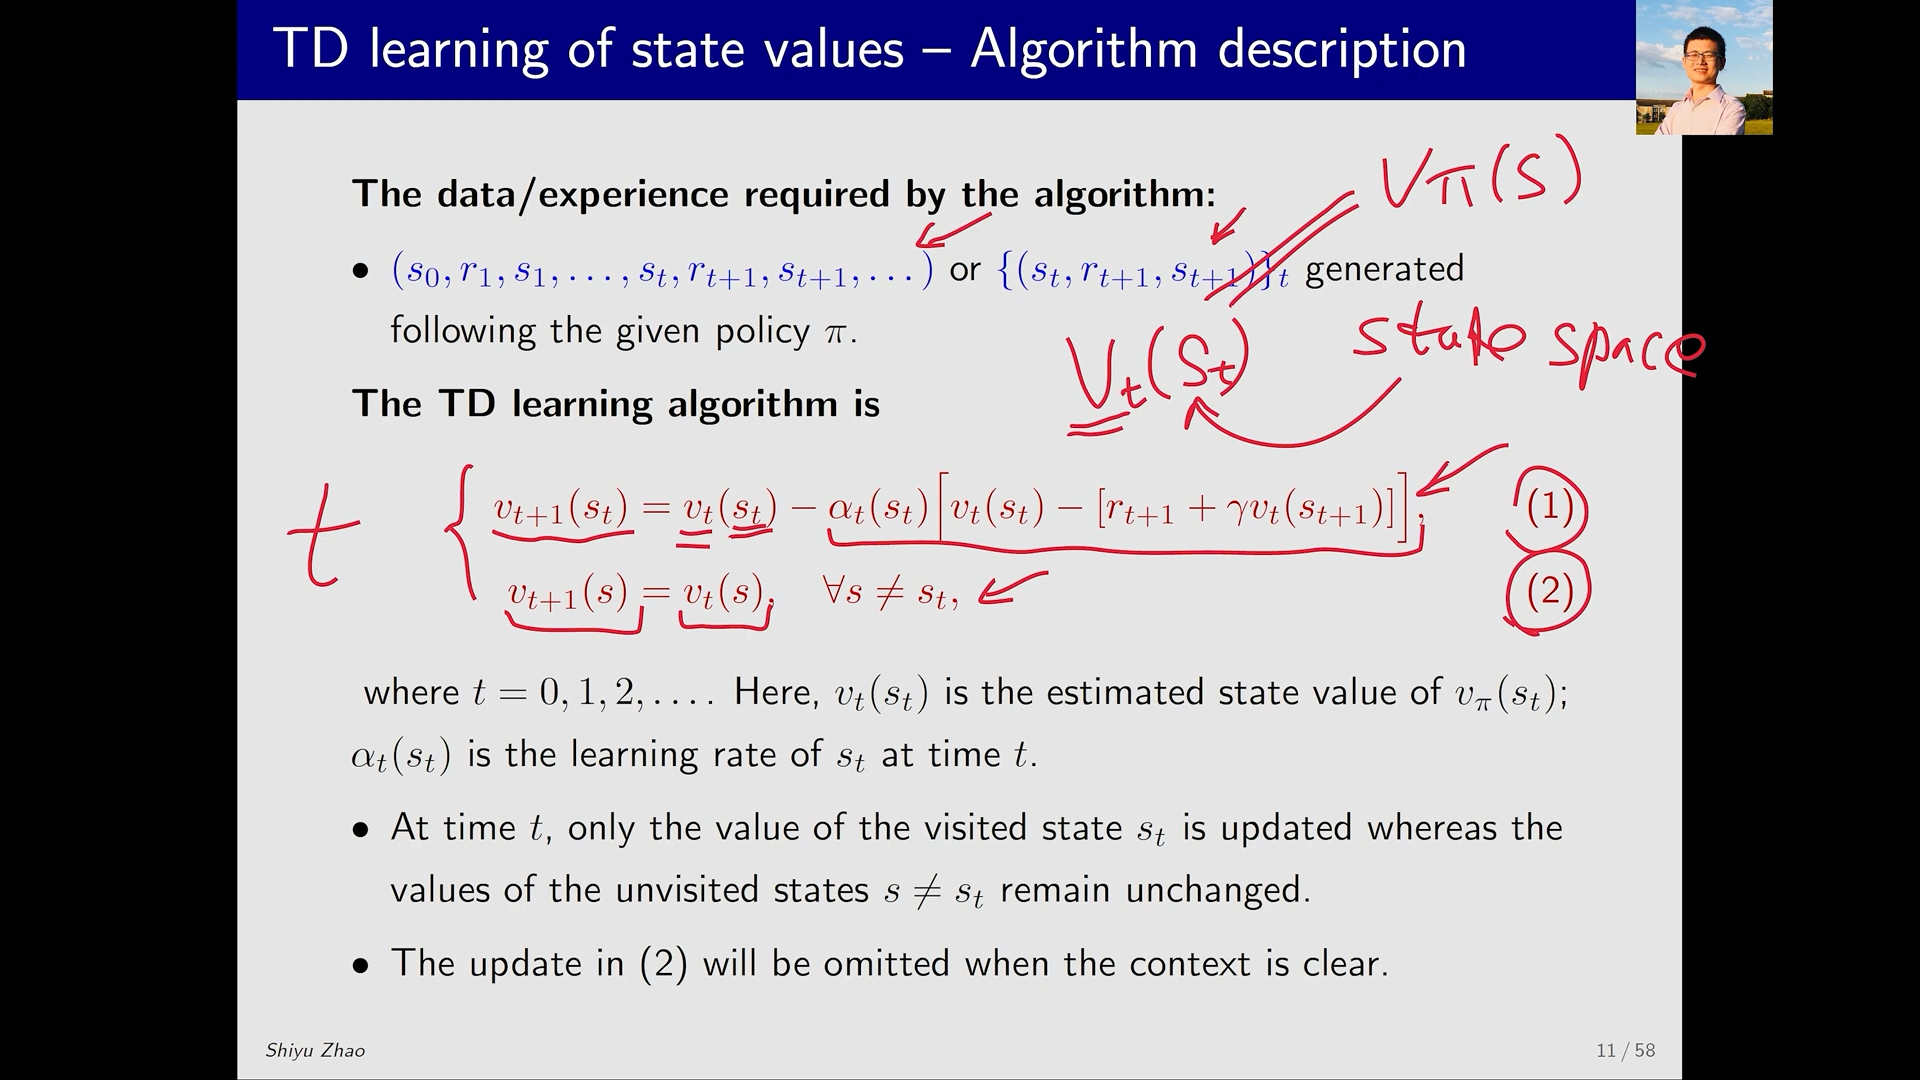 TD learning of state values – Algorithm description
The data/experience required by the algorithm:
Vπ(s)
• (s₀, r₁, s₁, . . . , sₜ, rₜ₊₁, sₜ₊₁, . . . ) or {(sₜ, rₜ₊₁, sₜ₊₁)}ₜ generated
following the given policy π.
Vₜ(Sₜ)
state space
The TD learning algorithm is
t
vₜ₊₁(sₜ) = vₜ(sₜ) − αₜ(sₜ)[vₜ(sₜ) − [rₜ₊₁ + γvₜ(sₜ₊₁)]], (1)
vₜ₊₁(s) = vₜ(s), ∀s ≠ sₜ, (2)
where t = 0, 1, 2, . . . . Here, vₜ(sₜ) is the estimated state value of v_π(sₜ);
αₜ(sₜ) is the learning rate of sₜ at time t.
• At time t, only the value of the visited state sₜ is updated whereas the
values of the unvisited states s ≠ sₜ remain unchanged.
• The update in (2) will be omitted when the context is clear.
Shiyu Zhao
11 / 58